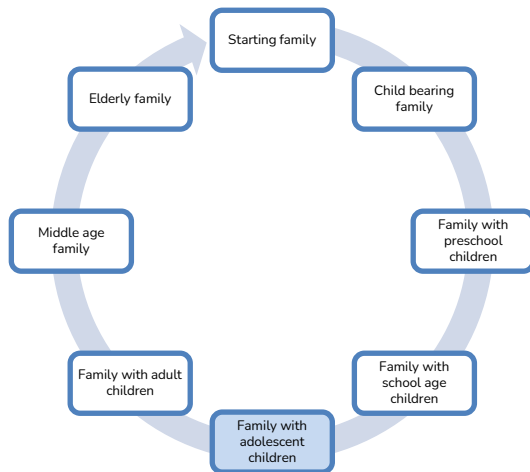 Starting family
Child bearing
family
Family with
preschool
children
Family with
school age
children
Family with
adolescent
children
Family with adult
children
Middle age
family
Elderly family